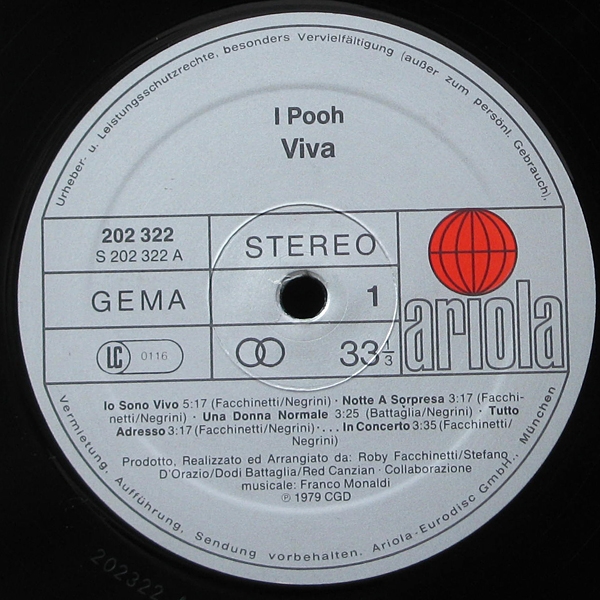 Urheber- u. Leistungsschutzrechte, besonders Vervielfältigung (außer zum persönl. Gebrauch),
I Pooh
Viva
202 322
S 202 322 A
STEREO
GEMA
1
LC 0116
33 1/3
ariola
Io Sono Vivo 5:17 (Facchinetti/Negrini) · Notte A Sorpresa 3:17 (Facchi-
netti/Negrini) · Una Donna Normale 3:25 (Battaglia/Negrini) · Tutto
Adesso 3:17 (Facchinetti/Negrini) · ... In Concerto 3:35 (Facchinetti/
Negrini)
Prodotto, Realizzato ed Arrangiato da: Roby Facchinetti/Stefano
D'Orazio/Dodi Battaglia/Red Canzian · Collaborazione
musicale: Franco Monaldi
℗ 1979 CGD
Vermietung, Aufführung, Sendung vorbehalten. Ariola-Eurodisc GmbH., München
202322